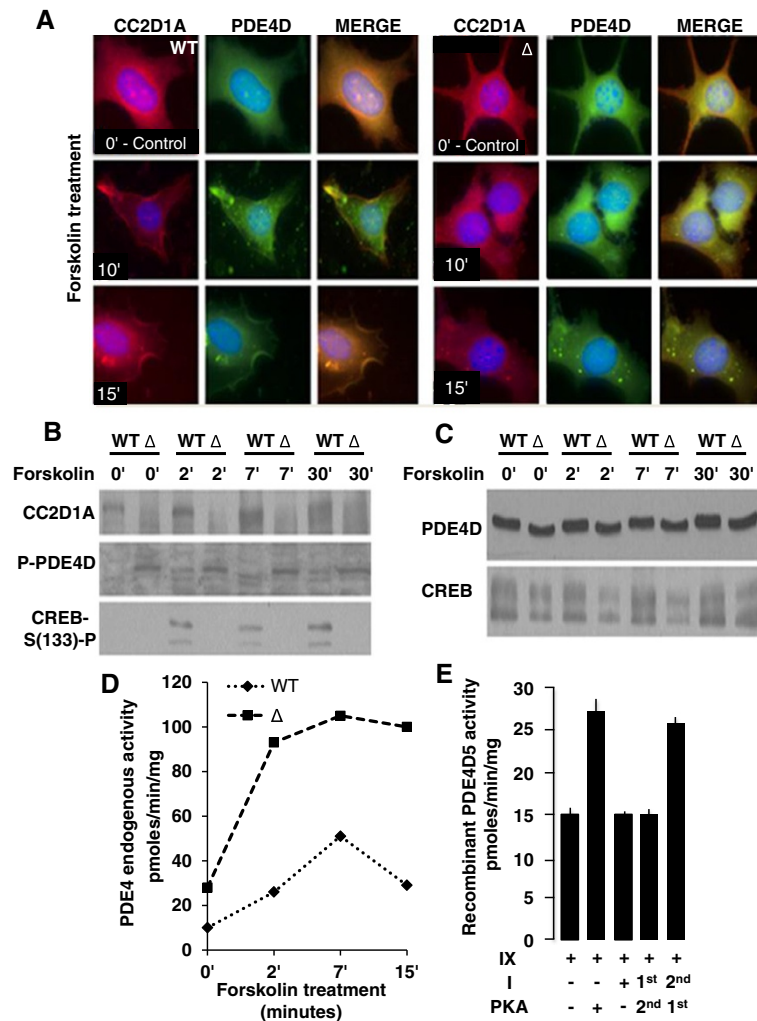 A
CC2D1A PDE4D MERGE CC2D1A PDE4D MERGE
WT Δ
0' - Control 0' - Control
Forskolin treatment
10' 10'
15' 15'
B
WT Δ WT Δ WT Δ WT Δ
Forskolin 0' 0' 2' 2' 7' 7' 30' 30'
CC2D1A
P-PDE4D
CREB-
S(133)-P
C
WT Δ WT Δ WT Δ WT Δ
Forskolin 0' 0' 2' 2' 7' 7' 30' 30'
PDE4D
CREB
D
WT
Δ
PDE4 endogenous activity
pmoles/min/mg
120
100
80
60
40
20
0
0' 2' 7' 15'
Forskolin treatment
(minutes)
E
Recombinant PDE4D5 activity
pmoles/min/mg
30
25
20
15
10
5
0
IX + + + + +
I - - + 1st 2nd
PKA - + - 2nd 1st